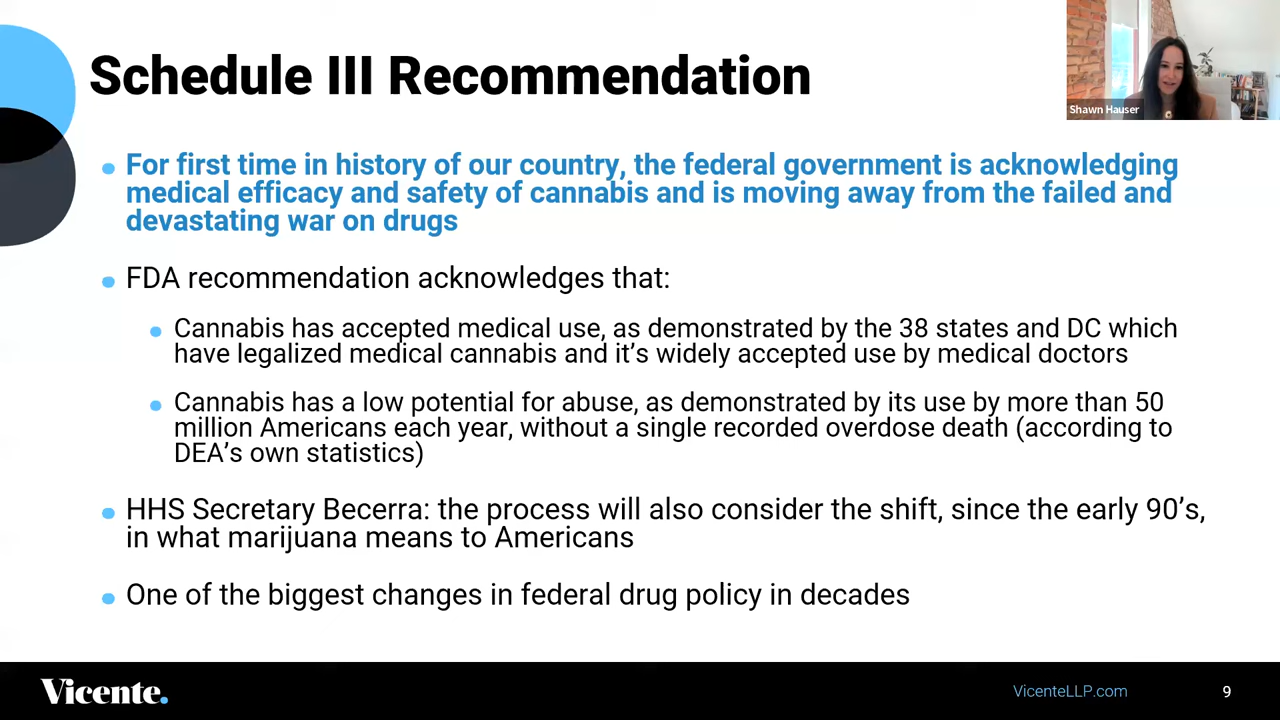 Schedule III Recommendation
Shawn Hauser
For first time in history of our country, the federal government is acknowledging
medical efficacy and safety of cannabis and is moving away from the failed and
devastating war on drugs
FDA recommendation acknowledges that:
Cannabis has accepted medical use, as demonstrated by the 38 states and DC which
have legalized medical cannabis and it's widely accepted use by medical doctors
Cannabis has a low potential for abuse, as demonstrated by its use by more than 50
million Americans each year, without a single recorded overdose death (according to
DEA's own statistics)
HHS Secretary Becerra: the process will also consider the shift, since the early 90's,
in what marijuana means to Americans
One of the biggest changes in federal drug policy in decades
Vicente.
VicenteLLP.com
9